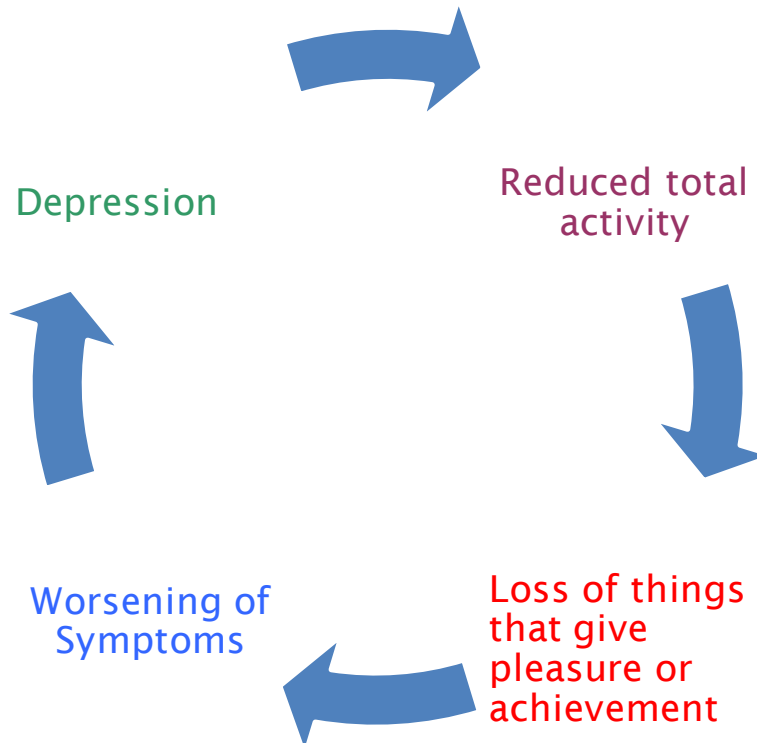 Depression
Reduced total
activity
Loss of things
that give
pleasure or
achievement
Worsening of
Symptoms